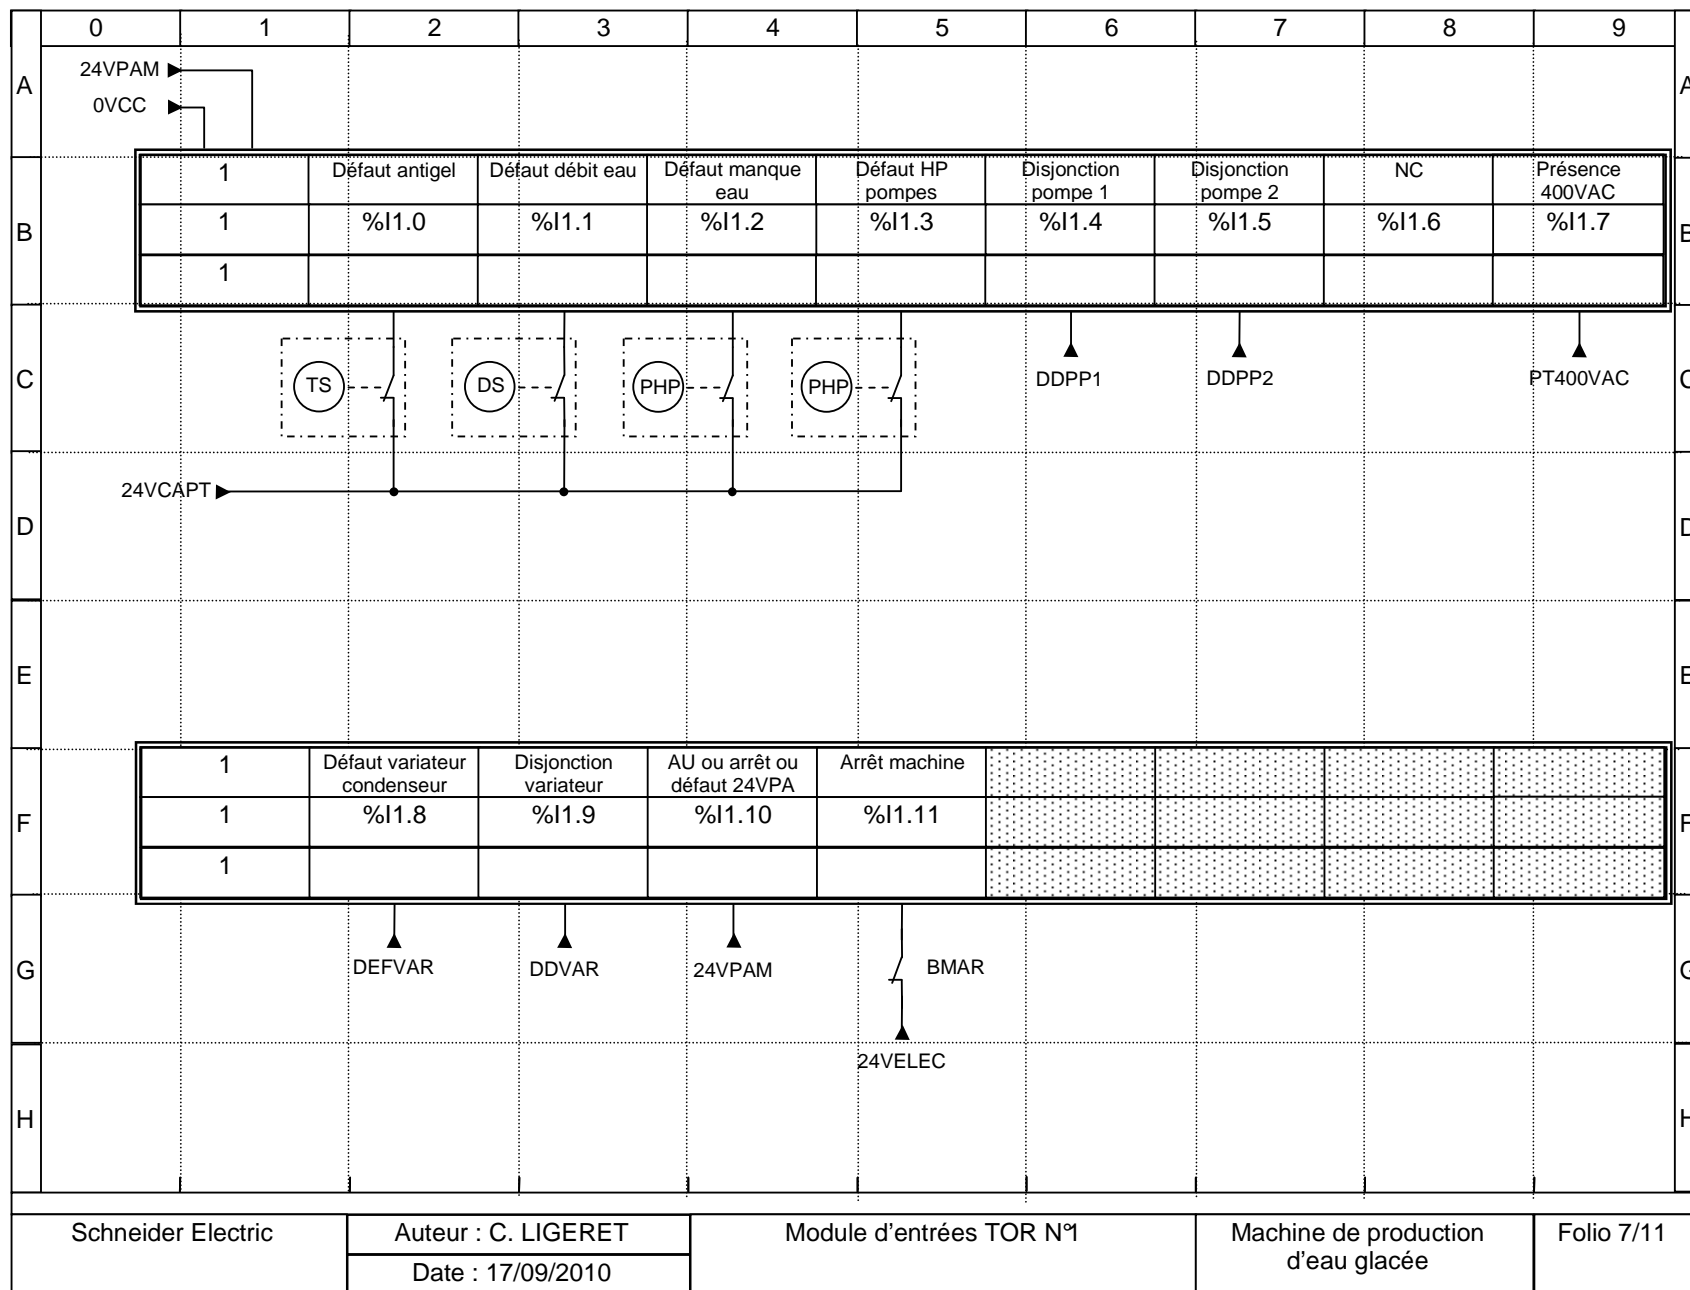 0 1 2 3 4 5 6 7 8 9
A 24VPAM A
0VCC
1 Défaut antigel Défaut débit eau Défaut manque eau Défaut HP pompes Disjonction pompe 1 Disjonction pompe 2 NC Présence 400VAC
B 1 %I1.0 %I1.1 %I1.2 %I1.3 %I1.4 %I1.5 %I1.6 %I1.7 B
1
C TS DS PHP PHP DDPP1 DDPP2 PT400VAC C
24VCAPT
D D
E E
1 Défaut variateur condenseur Disjonction variateur AU ou arrêt ou défaut 24VPA Arrêt machine
F 1 %I1.8 %I1.9 %I1.10 %I1.11 F
1
G DEFVAR DDVAR 24VPAM BMAR G
24VELEC
H H
Schneider Electric Auteur : C. LIGERET Module d'entrées TOR N°1 Machine de production d'eau glacée Folio 7/11
Date : 17/09/2010